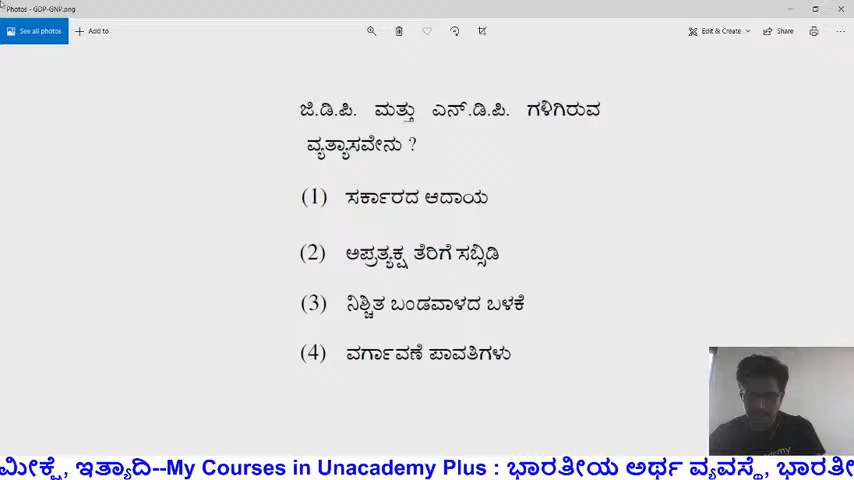 Photos - GDP-GNP.png
See all photos
Add to
Edit & Create
Share
ಜಿ.ಡಿ.ಪಿ. ಮತ್ತು ಎನ್.ಡಿ.ಪಿ. ಗಳಿಗಿರುವ
ವ್ಯತ್ಯಾಸವೇನು ?
(1) ಸರ್ಕಾರದ ಆದಾಯ
(2) ಅಪ್ರತ್ಯಕ್ಷ ತೆರಿಗೆ ಸಬ್ಸಿಡಿ
(3) ನಿಶ್ಚಿತ ಬಂಡವಾಳದ ಬಳಕೆ
(4) ವರ್ಗಾವಣೆ ಪಾವತಿಗಳು
ಮೀಕ್ಷೆ, ಇತ್ಯಾದಿ--My Courses in Unacademy Plus : ಭಾರತೀಯ ಅರ್ಥ ವ್ಯವಸ್ಥೆ, ಭಾರತೀ